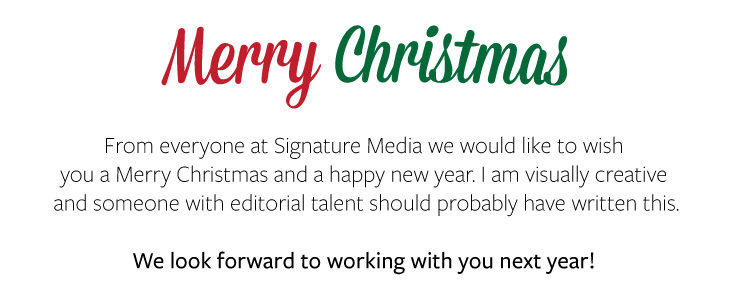 Merry Christmas
From everyone at Signature Media we would like to wish
you a Merry Christmas and a happy new year. I am visually creative
and someone with editorial talent should probably have written this.
We look forward to working with you next year!